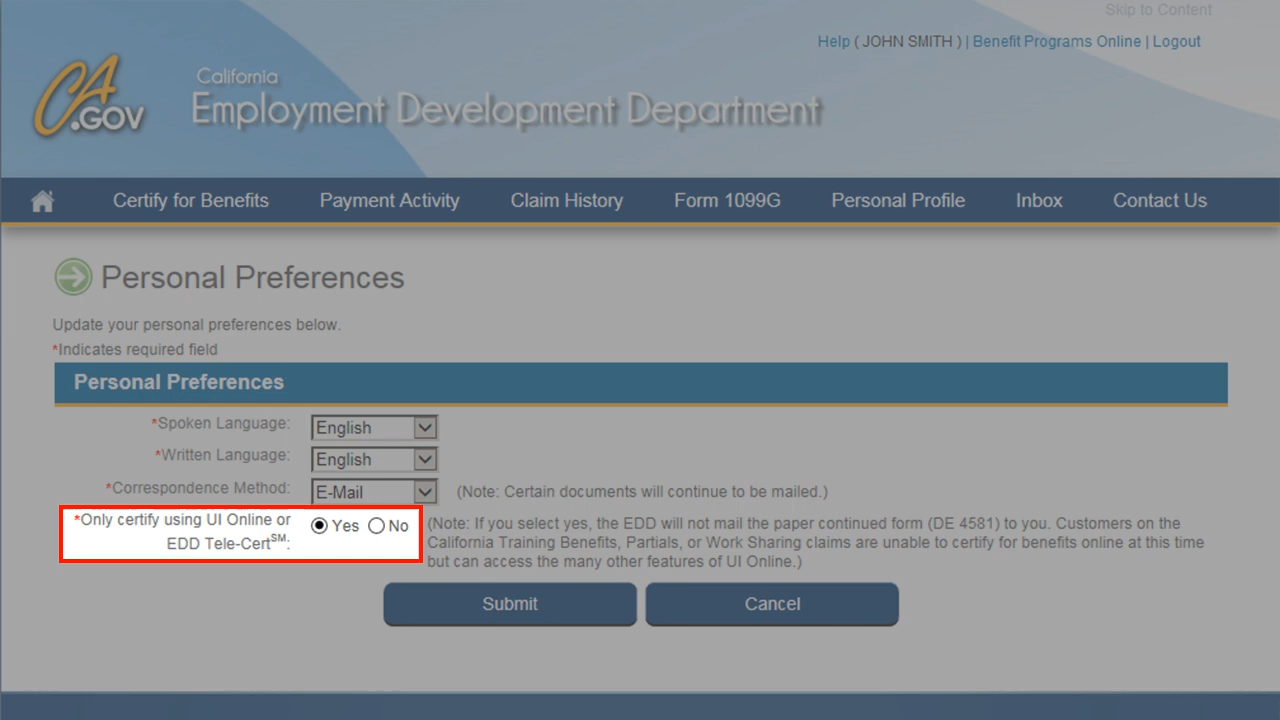 Skip to Content
Help ( JOHN SMITH ) | Benefit Programs Online | Logout
CA.GOV
California
Employment Development Department
Certify for Benefits Payment Activity Claim History Form 1099G Personal Profile Inbox Contact Us
Personal Preferences
Update your personal preferences below.
*Indicates required field
Personal Preferences
*Spoken Language: English
*Written Language: English
*Correspondence Method: E-Mail (Note: Certain documents will continue to be mailed.)
*Only certify using UI Online or
EDD Tele-Cert℠:
Yes No
(Note: If you select yes, the EDD will not mail the paper continued form (DE 4581) to you. Customers on the
California Training Benefits, Partials, or Work Sharing claims are unable to certify for benefits online at this time
but can access the many other features of UI Online.)
Submit Cancel